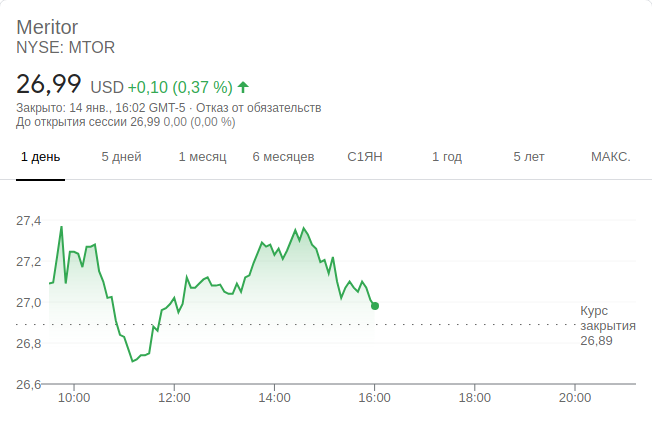 Meritor
NYSE: MTOR
26,99 USD +0,10 (0,37 %)
Закрыто: 14 янв., 16:02 GMT-5 · Отказ от обязательств
До открытия сессии 26,99 0,00 (0,00 %)
1 день 5 дней 1 месяц 6 месяцев С1ЯН 1 год 5 лет МАКС.
27,4
27,2
27,0
26,8
26,6
Курс
закрытия
26,89
10:00 12:00 14:00 16:00 18:00 20:00